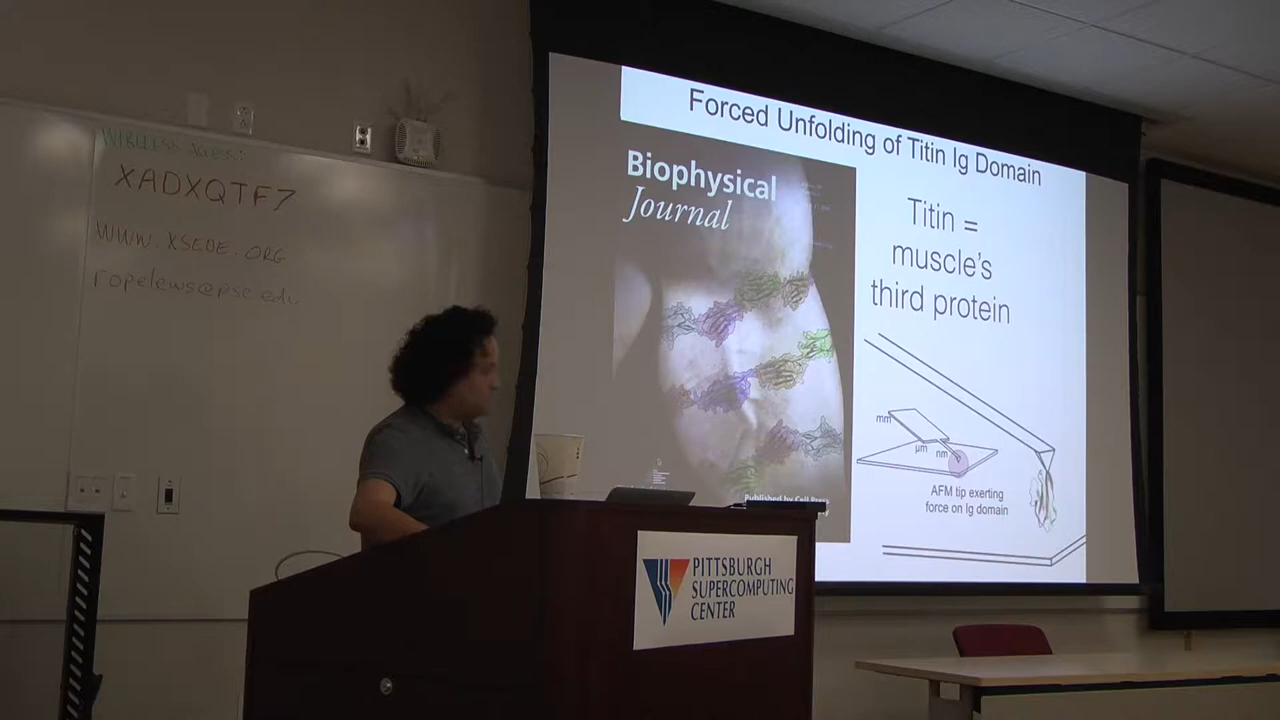 WIRELESS
XADXQTF7
WWW.XSEDE.ORG
ropelews@psc.edu
Forced Unfolding of Titin Ig Domain
Biophysical
Journal
Titin =
muscle's
third protein
mm
µm
nm
AFM tip exerting
force on Ig domain
Published by Cell Press
PITTSBURGH
SUPERCOMPUTING
CENTER